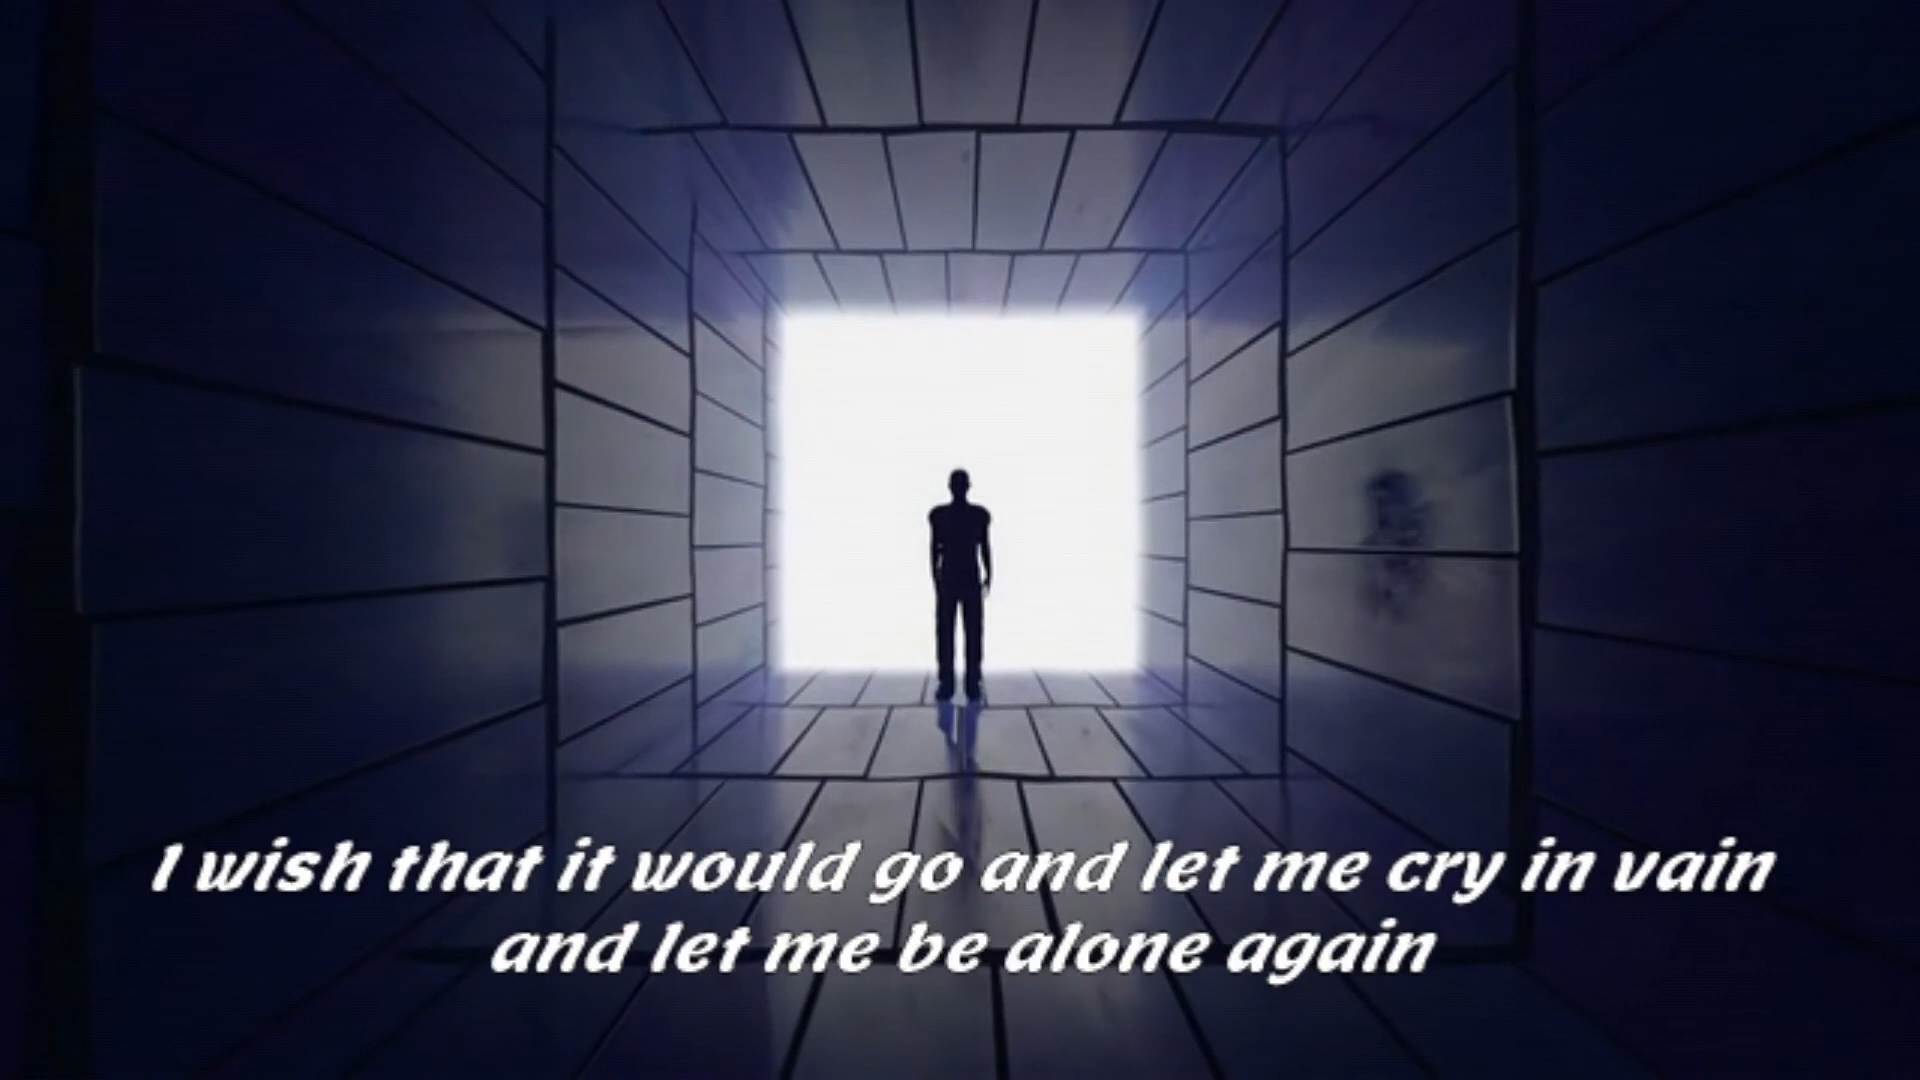 I wish that it would go and let me cry in vain
and let me be alone again